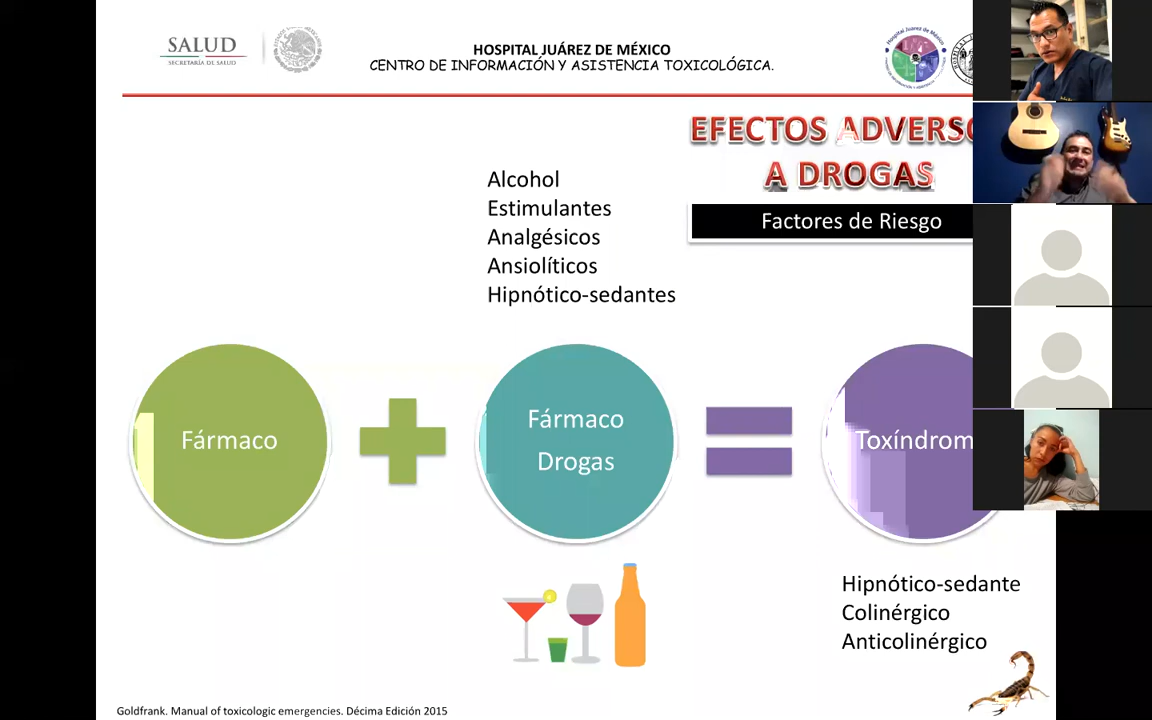 SALUD
SECRETARÍA DE SALUD
HOSPITAL JUÁREZ DE MÉXICO
CENTRO DE INFORMACIÓN Y ASISTENCIA TOXICOLÓGICA.
EFECTOS ADVERSO
A DROGAS
Factores de Riesgo
Alcohol
Estimulantes
Analgésicos
Ansiolíticos
Hipnótico-sedantes
Fármaco
Fármaco
Drogas
Toxíndrom
Hipnótico-sedante
Colinérgico
Anticolinérgico
Goldfrank. Manual of toxicologic emergencies. Décima Edición 2015